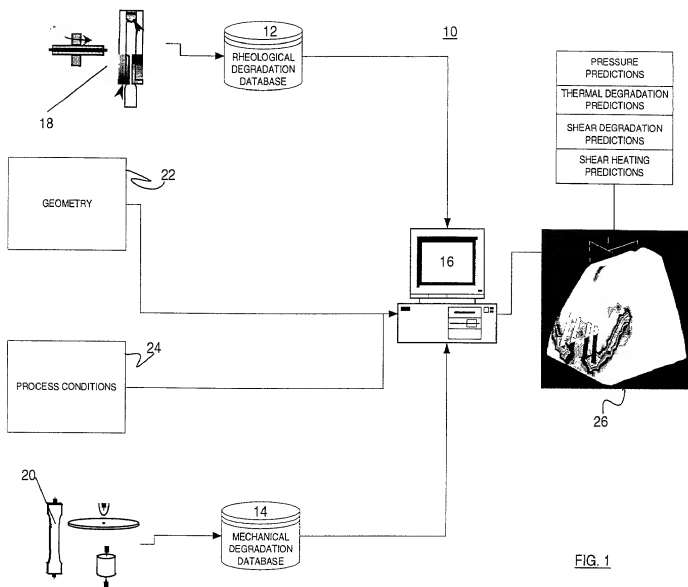 12
RHEOLOGICAL
DEGRADATION
DATABASE
10
PRESSURE
PREDICTIONS
THERMAL DEGRADATION
PREDICTIONS
SHEAR DEGRADATION
PREDICTIONS
SHEAR HEATING
PREDICTIONS
18
22
GEOMETRY
16
24
PROCESS CONDITIONS
26
20
14
MECHANICAL
DEGRADATION
DATABASE
FIG. 1